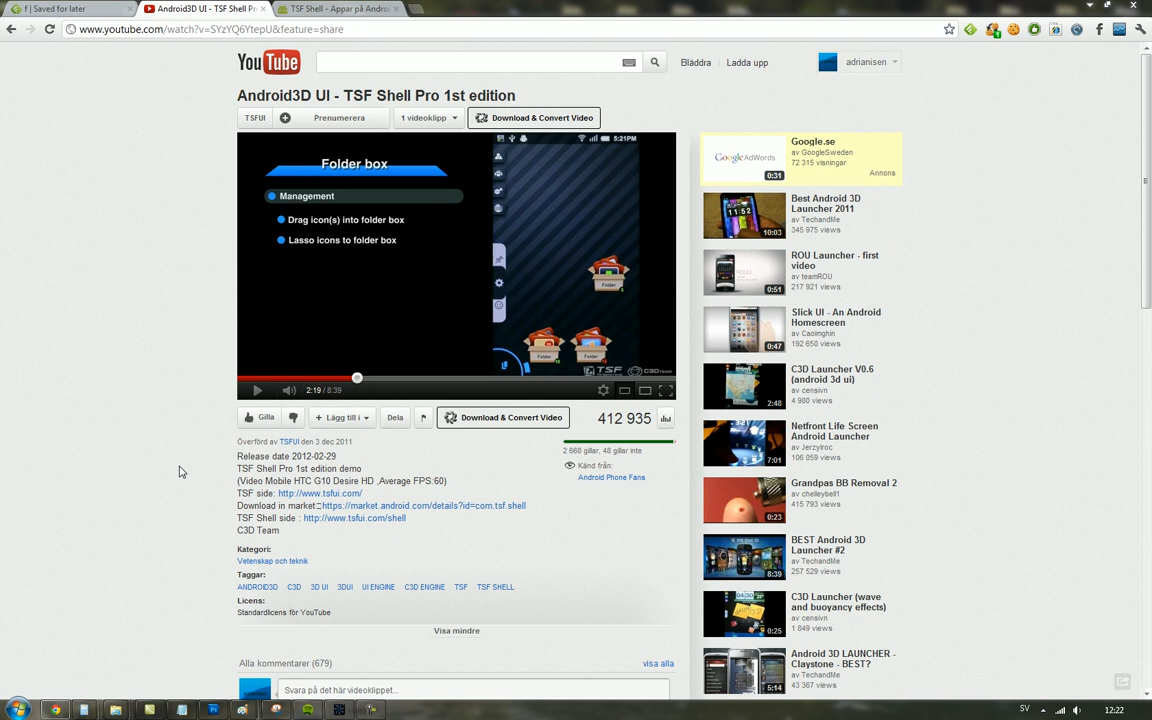 f | Saved for later
Android3D UI - TSF Shell Pr
TSF Shell - Appar på Andro
www.youtube.com/watch?v=SYzYQ6YtepU&feature=share
YouTube
Bläddra
Ladda upp
adrianisen
Android3D UI - TSF Shell Pro 1st edition
TSFUI
Prenumerera
1 videoklipp
Download & Convert Video
Folder box
Management
Drag icon(s) into folder box
Lasso icons to folder box
5:21PM
Folder
Folder
Folder
TSF
C3DTEAM
2:19 / 8:39
Gilla
Lägg till i
Dela
Download & Convert Video
412 935
Överförd av TSFUI den 3 dec 2011
2 668 gillar, 48 gillar inte
Känd från:
Android Phone Fans
Release date 2012-02-29
TSF Shell Pro 1st edition demo
(Video Mobile HTC G10 Desire HD ,Average FPS:60)
TSF side: http://www.tsfui.com/
Download in market:https://market.android.com/details?id=com.tsf.shell
TSF Shell side : http://www.tsfui.com/shell
C3D Team
Kategori:
Vetenskap och teknik
Taggar:
ANDROID3D C3D 3D UI 3DUI UI ENGINE C3D ENGINE TSF TSF SHELL
Licens:
Standardlicens för YouTube
Visa mindre
Alla kommentarer (679)
visa alla
Svara på det här videoklippet...
Google AdWords
0:31
Google.se
av GoogleSweden
72 315 visningar
Annons
11:52
10:03
Best Android 3D
Launcher 2011
av TechandMe
345 975 views
0:51
ROU Launcher - first
video
av teamROU
217 921 views
0:47
Slick UI - An Android
Homescreen
av Caoimghin
192 650 views
2:48
C3D Launcher V0.6
(android 3d ui)
av censivn
4 980 views
7:01
Netfront Life Screen
Android Launcher
av Jerzylroc
106 059 views
0:23
Grandpas BB Removal 2
av chelleybell1
415 793 views
8:39
BEST Android 3D
Launcher #2
av TechandMe
257 529 views
0:25
C3D Launcher (wave
and buoyancy effects)
av censivn
1 849 views
5:14
Android 3D LAUNCHER -
Claystone - BEST?
av TechandMe
43 367 views
SV
12:22